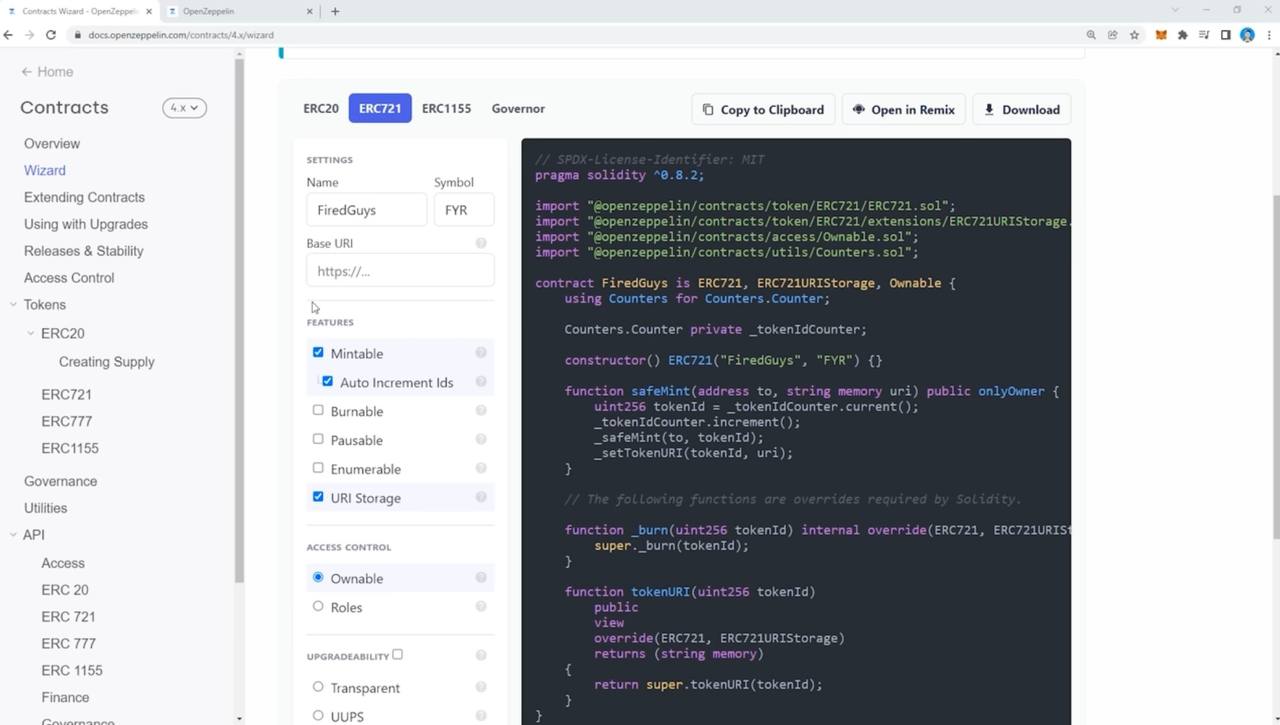 Contracts Wizard - OpenZeppelin
OpenZeppelin
docs.openzeppelin.com/contracts/4.x/wizard
Home
Contracts
4.x
Overview
Wizard
Extending Contracts
Using with Upgrades
Releases & Stability
Access Control
Tokens
ERC20
Creating Supply
ERC721
ERC777
ERC1155
Governance
Utilities
API
Access
ERC 20
ERC 721
ERC 777
ERC 1155
Finance
Governance
ERC20 ERC721 ERC1155 Governor
Copy to Clipboard
Open in Remix
Download
SETTINGS
Name Symbol
FiredGuys FYR
Base URI ?
https://...
FEATURES
Mintable ?
Auto Increment Ids ?
Burnable ?
Pausable ?
Enumerable ?
URI Storage ?
ACCESS CONTROL
Ownable ?
Roles ?
UPGRADEABILITY ?
Transparent ?
UUPS ?
// SPDX-License-Identifier: MIT
pragma solidity ^0.8.2;
import "@openzeppelin/contracts/token/ERC721/ERC721.sol";
import "@openzeppelin/contracts/token/ERC721/extensions/ERC721URIStorage.
import "@openzeppelin/contracts/access/Ownable.sol";
import "@openzeppelin/contracts/utils/Counters.sol";
contract FiredGuys is ERC721, ERC721URIStorage, Ownable {
using Counters for Counters.Counter;
Counters.Counter private _tokenIdCounter;
constructor() ERC721("FiredGuys", "FYR") {}
function safeMint(address to, string memory uri) public onlyOwner {
uint256 tokenId = _tokenIdCounter.current();
_tokenIdCounter.increment();
_safeMint(to, tokenId);
_setTokenURI(tokenId, uri);
}
// The following functions are overrides required by Solidity.
function _burn(uint256 tokenId) internal override(ERC721, ERC721URISt
super._burn(tokenId);
}
function tokenURI(uint256 tokenId)
public
view
override(ERC721, ERC721URIStorage)
returns (string memory)
{
return super.tokenURI(tokenId);
}
}